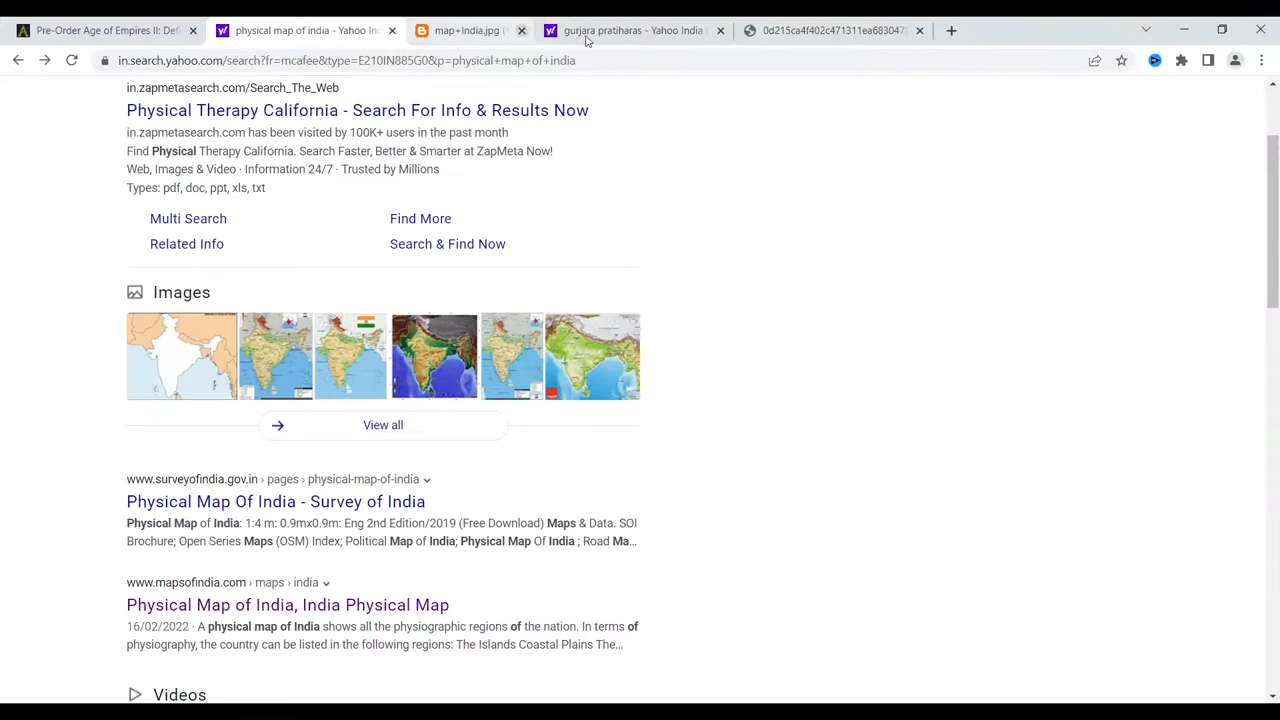 Pre-Order Age of Empires II: Defi
physical map of india - Yahoo In
map+India.jpg (
gurjara pratiharas - Yahoo India
0d215ca4f402c471311ea683047
in.search.yahoo.com/search?fr=mcafee&type=E210IN885G0&p=physical+map+of+india
in.zapmetasearch.com/Search_The_Web
Physical Therapy California - Search For Info & Results Now
in.zapmetasearch.com has been visited by 100K+ users in the past month
Find Physical Therapy California. Search Faster, Better & Smarter at ZapMeta Now!
Web, Images & Video · Information 24/7 · Trusted by Millions
Types: pdf, doc, ppt, xls, txt
Multi Search
Find More
Related Info
Search & Find Now
Images
View all
www.surveyofindia.gov.in › pages › physical-map-of-india
Physical Map Of India - Survey of India
Physical Map of India: 1:4 m: 0.9mx0.9m: Eng 2nd Edition/2019 (Free Download) Maps & Data. SOI
Brochure; Open Series Maps (OSM) Index; Political Map of India; Physical Map Of India ; Road Ma...
www.mapsofindia.com › maps › india
Physical Map of India, India Physical Map
16/02/2022 · A physical map of India shows all the physiographic regions of the nation. In terms of
physiography, the country can be listed in the following regions: The Islands Coastal Plains The...
Videos